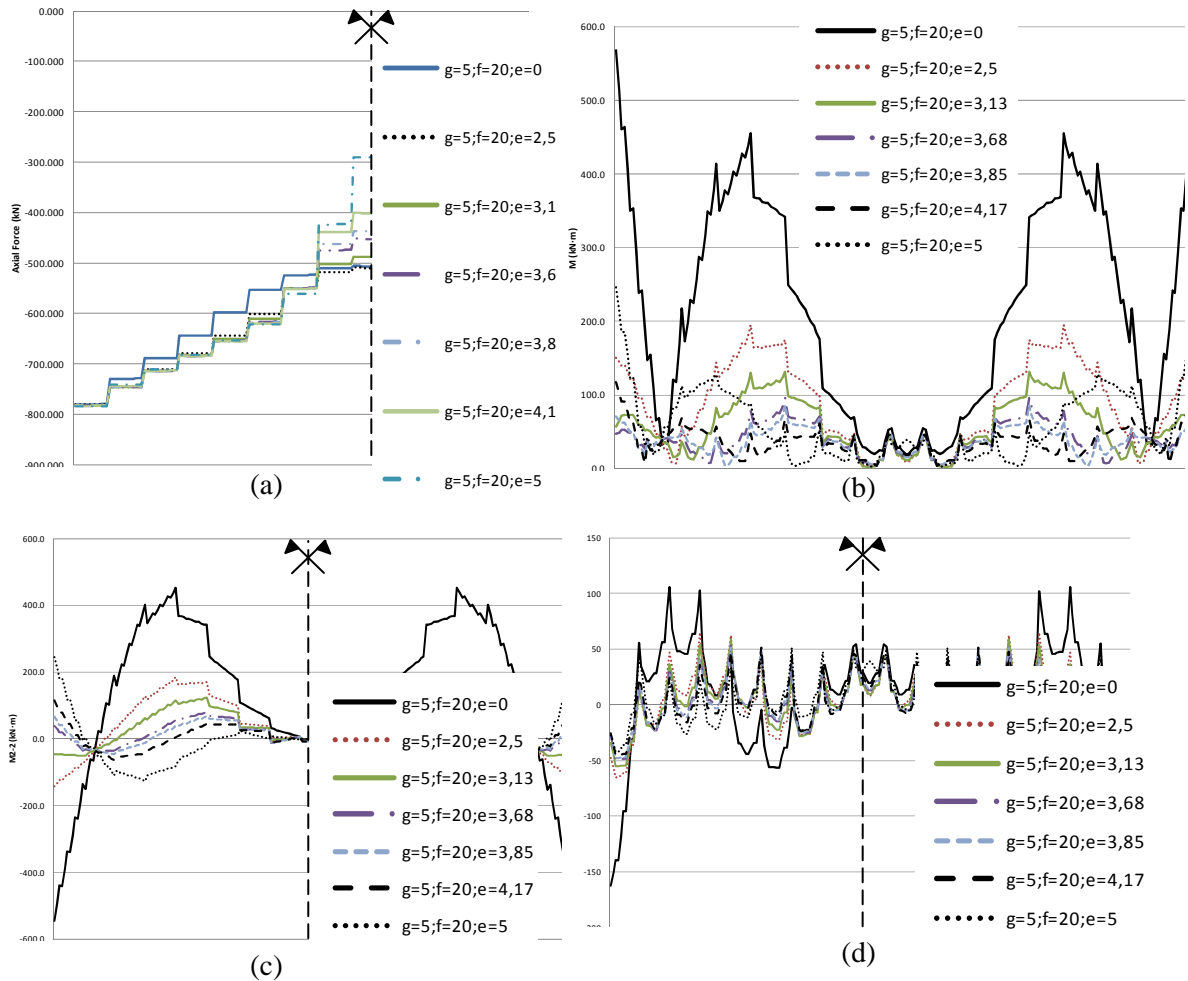 0.000
-100.000
-200.000
-300.000
-400.000
-500.000
-600.000
-700.000
-800.000
-900.000
Axial Force (kN)
g=5;f=20;e=0
g=5;f=20;e=2,5
g=5;f=20;e=3,1
g=5;f=20;e=3,6
g=5;f=20;e=3,8
g=5;f=20;e=4,1
g=5;f=20;e=5
(a)
600.0
500.0
400.0
300.0
200.0
100.0
0.0
M (kN·m)
g=5;f=20;e=0
g=5;f=20;e=2,5
g=5;f=20;e=3,13
g=5;f=20;e=3,68
g=5;f=20;e=3,85
g=5;f=20;e=4,17
g=5;f=20;e=5
(b)
600.0
400.0
200.0
0.0
-200.0
-400.0
-600.0
M2-2 (kN·m)
g=5;f=20;e=0
g=5;f=20;e=2,5
g=5;f=20;e=3,13
g=5;f=20;e=3,68
g=5;f=20;e=3,85
g=5;f=20;e=4,17
g=5;f=20;e=5
(c)
150
100
50
0
-50
-100
-150
g=5;f=20;e=0
g=5;f=20;e=2,5
g=5;f=20;e=3,13
g=5;f=20;e=3,68
g=5;f=20;e=3,85
g=5;f=20;e=4,17
g=5;f=20;e=5
(d)